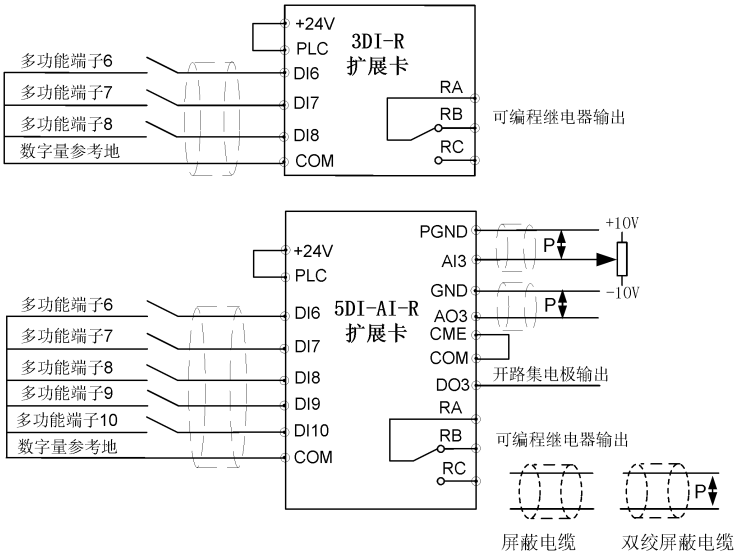 +24V
PLC
3DI-R
扩展卡
多功能端子6
DI6
多功能端子7
DI7
多功能端子8
DI8
数字量参考地
COM
RA
RB
RC
可编程继电器输出
+24V
PLC
5DI-AI-R
扩展卡
多功能端子6
DI6
多功能端子7
DI7
多功能端子8
DI8
多功能端子9
DI9
多功能端子10
DI10
数字量参考地
COM
PGND
P
AI3
+10V
-10V
GND
P
AO3
CME
COM
DO3
开路集电极输出
RA
RB
RC
可编程继电器输出
屏蔽电缆
P
双绞屏蔽电缆